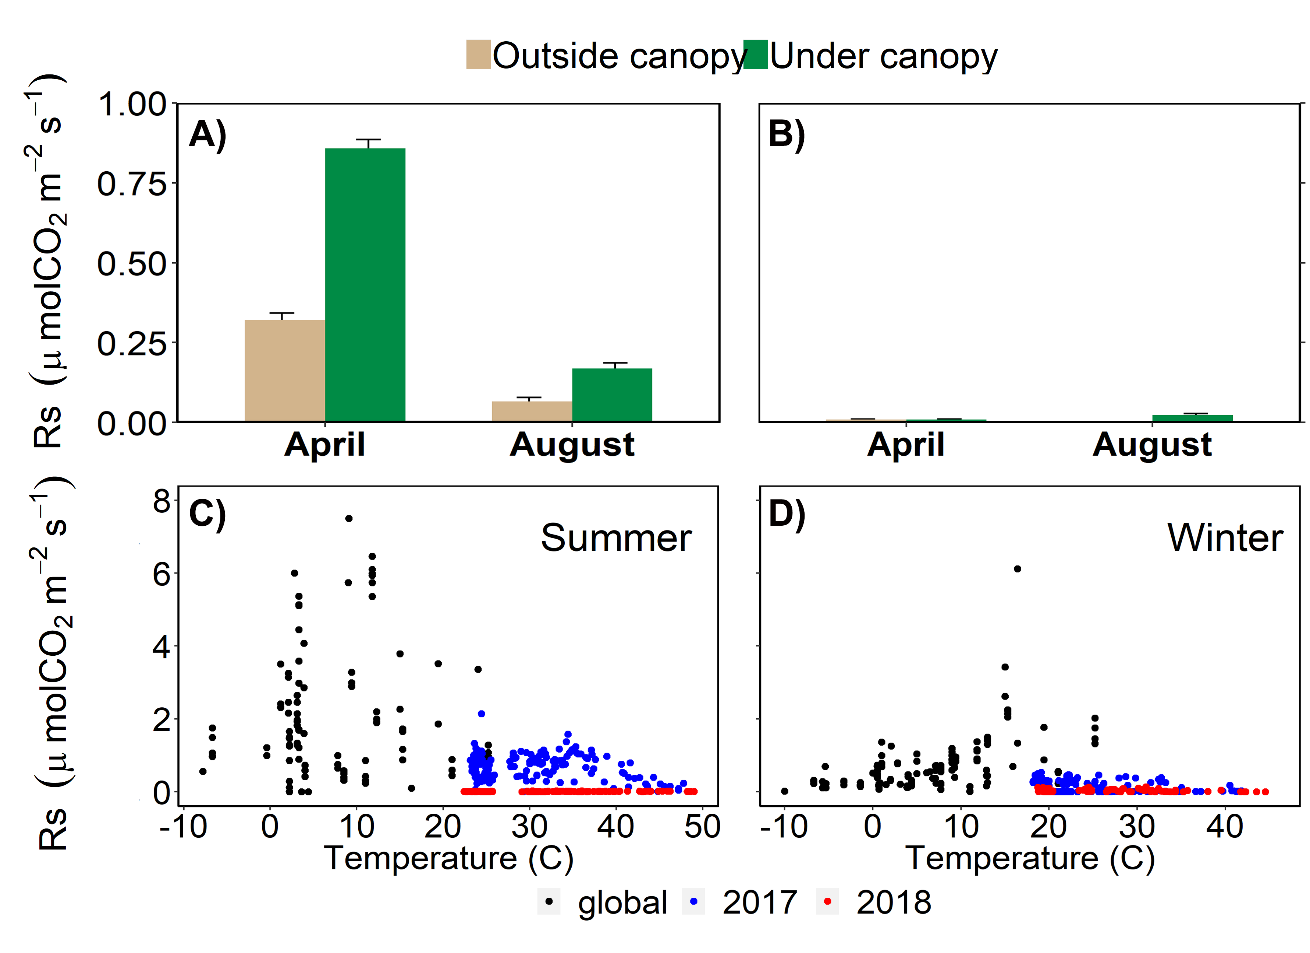 Outside canopy Under canopy
Rs (μ molCO2 m−2 s−1)
1.00
0.75
0.50
0.25
0.00
A)
April August
B)
April August
Rs (μ molCO2 m−2 s−1)
8
6
4
2
0
C)
Summer
-10 0 10 20 30 40 50
Temperature (C)
D)
Winter
-10 0 10 20 30 40
Temperature (C)
global 2017 2018